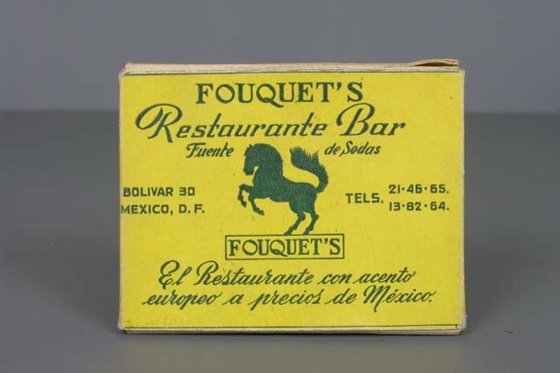 FOUQUET'S
Restaurante Bar
Fuente de Sodas
BOLIVAR 30
MEXICO, D. F.
TELS. 21-46-65.
13-82-64.
FOUQUET'S
El Restaurante con acento
europeo a precios de México.